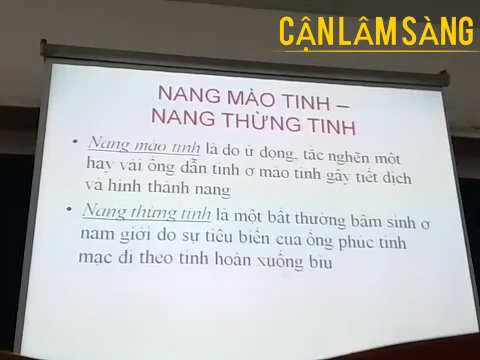 CẬN LÂM SÀNG
NANG MÀO TINH –
NANG THỪNG TINH
• Nang mào tinh là do ứ đọng, tắc nghẽn một
hay vài ống dẫn tinh ở mào tinh gây tiết dịch
và hình thành nang
• Nang thừng tinh là một bất thường bẩm sinh ở
nam giới do sự tiêu biến của ống phúc tinh
mạc đi theo tinh hoàn xuống bìu